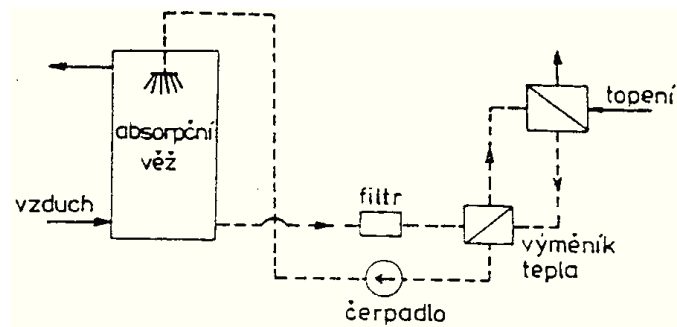 topení
absorpční
věž
filtr
vzduch
výměník
tepla
čerpadlo